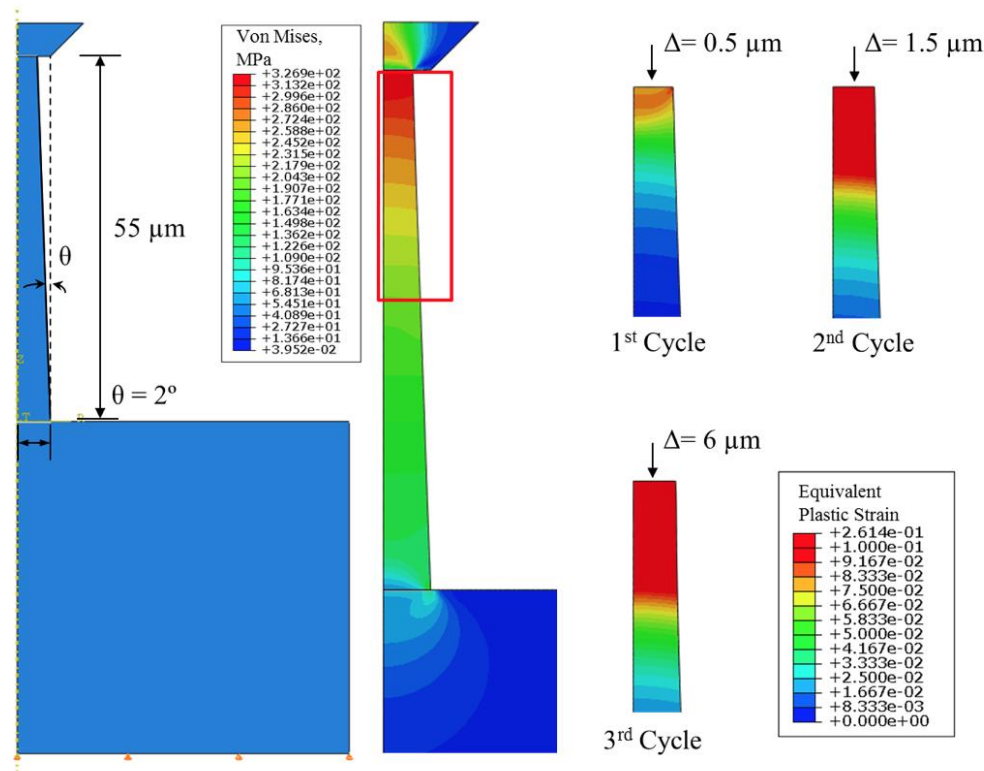 55 µm
θ
θ = 2º
T
R
Von Mises,
MPa
+3.269e+02
+3.132e+02
+2.996e+02
+2.860e+02
+2.724e+02
+2.588e+02
+2.452e+02
+2.315e+02
+2.179e+02
+2.043e+02
+1.907e+02
+1.771e+02
+1.634e+02
+1.498e+02
+1.362e+02
+1.226e+02
+1.090e+02
+9.536e+01
+8.174e+01
+6.813e+01
+5.451e+01
+4.089e+01
+2.727e+01
+1.366e+01
+3.952e-02
Δ= 0.5 µm
Δ= 1.5 µm
1st Cycle
2nd Cycle
Δ= 6 µm
3rd Cycle
Equivalent
Plastic Strain
+2.614e-01
+1.000e-01
+9.167e-02
+8.333e-02
+7.500e-02
+6.667e-02
+5.833e-02
+5.000e-02
+4.167e-02
+3.333e-02
+2.500e-02
+1.667e-02
+8.333e-03
+0.000e+00